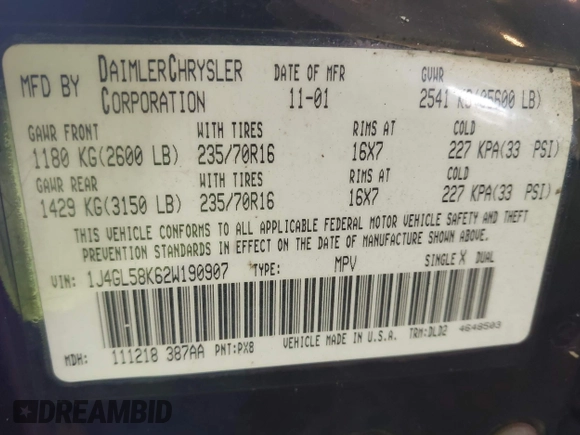 MFD BY DAIMLERCHRYSLER CORPORATION DATE OF MFR 11-01 GVWR 2541 KG(05600 LB)
GAWR FRONT WITH TIRES RIMS AT COLD
1180 KG(2600 LB) 235/70R16 16X7 227 KPA(33 PSI)
GAWR REAR WITH TIRES RIMS AT COLD
1429 KG(3150 LB) 235/70R16 16X7 227 KPA(33 PSI)
THIS VEHICLE CONFORMS TO ALL APPLICABLE FEDERAL MOTOR VEHICLE SAFETY AND THEFT
PREVENTION STANDARDS IN EFFECT ON THE DATE OF MANUFACTURE SHOWN ABOVE.
VIN: 1J4GL58K62W190907 TYPE: MPV SINGLE X DUAL
MDH: 111218 387AA PNT:PX8 VEHICLE MADE IN U.S.A. TRM:DLD2 4648503
DREAMBID